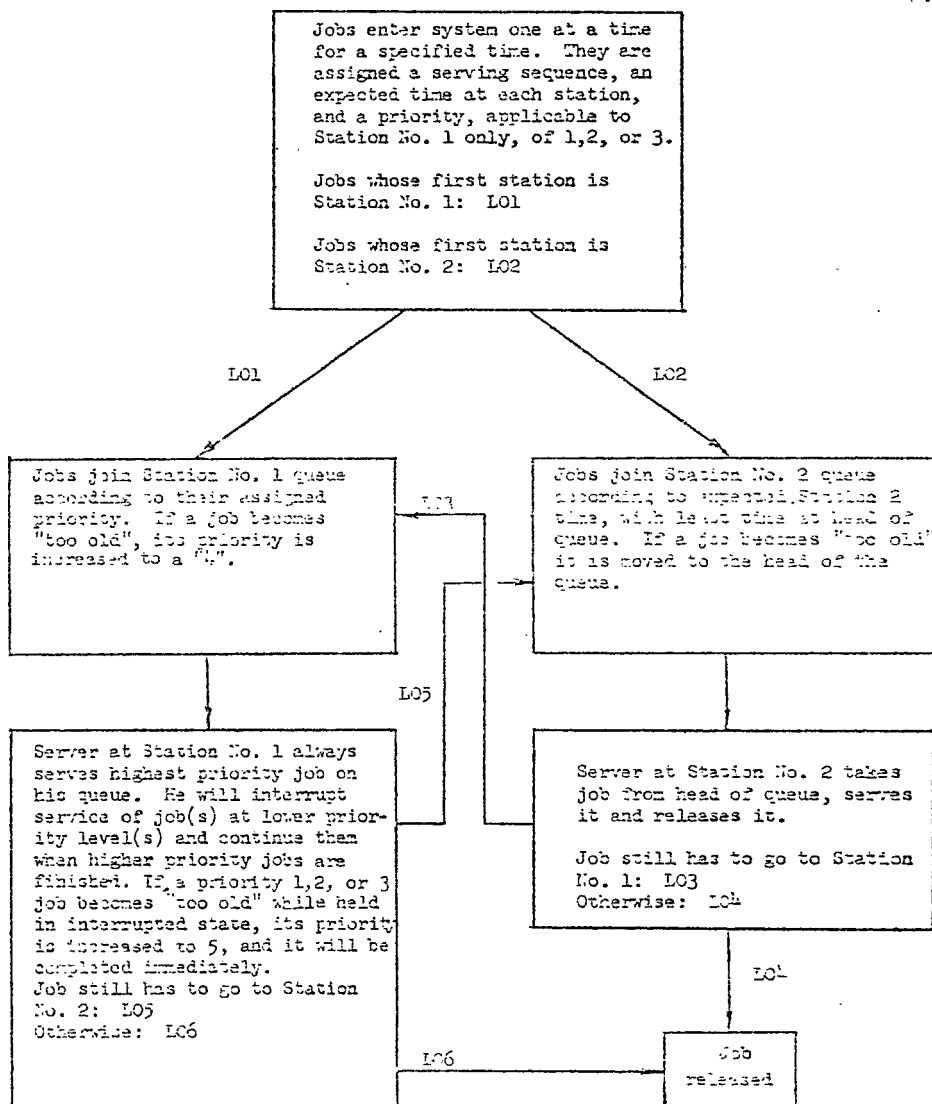 Jobs enter system one at a time
for a specified time. They are
assigned a serving sequence, an
expected time at each station,
and a priority, applicable to
Station No. 1 only, of 1,2, or 3.
Jobs whose first station is
Station No. 1: L01
Jobs whose first station is
Station No. 2: L02
L01
L02
Jobs join Station No. 1 queue
according to their assigned
priority. If a job becomes
"too old", its priority is
increased to a "4".
L03
Jobs join Station No. 2 queue
according to expected Station 2
time, with least time at head of
queue. If a job becomes "too old"
it is moved to the head of the
queue.
L05
Server at Station No. 1 always
serves highest priority job on
his queue. He will interrupt
service of job(s) at lower prior-
ity level(s) and continue them
when higher priority jobs are
finished. If a priority 1,2, or 3
job becomes "too old" while held
in interrupted state, its priority
is increased to 5, and it will be
completed immediately.
Job still has to go to Station
No. 2: L05
Otherwise: L06
Server at Station No. 2 takes
job from head of queue, serves
it and releases it.
Job still has to go to Station
No. 1: L03
Otherwise: L04
L04
L06
Job
released